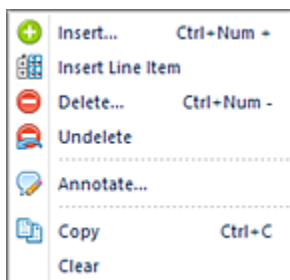 Insert... Ctrl+Num +
Insert Line Item
Delete... Ctrl+Num -
Undelete
Annotate...
Copy Ctrl+C
Clear